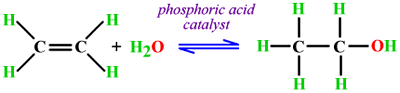 phosphoric acid
catalyst
H H H H
C=C + H₂O ⇌ H-C-C-OH
H H H H